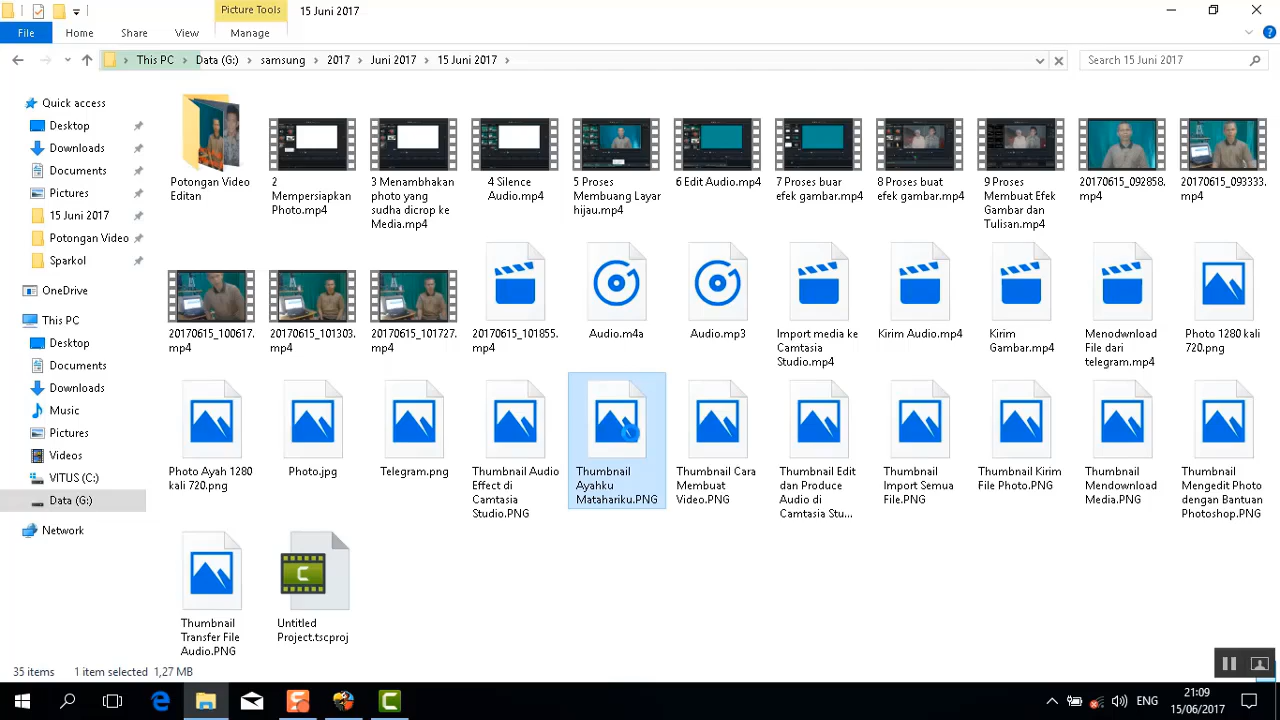 Picture Tools
15 Juni 2017
File
Home
Share
View
Manage
This PC
Data (G:)
samsung
2017
Juni 2017
15 Juni 2017
Search 15 Juni 2017
Quick access
Desktop
Downloads
Documents
Pictures
15 Juni 2017
Potongan Video
Sparkol
OneDrive
This PC
Desktop
Documents
Downloads
Music
Pictures
Videos
VITUS (C:)
Data (G:)
Network
Potongan Video
Editan
2
Mempersiapkan
Photo.mp4
3 Menambhakan
photo yang
sudha dicrop ke
Media.mp4
4 Silence
Audio.mp4
5 Proses
Membuang Layar
hijau.mp4
6 Edit Audio.mp4
7 Proses buar
efek gambar.mp4
8 Proses buat
efek gambar.mp4
9 Proses
Membuat Efek
Gambar dan
Tulisan.mp4
20170615_092858.
mp4
20170615_093333.
mp4
20170615_100617.
mp4
20170615_101303.
mp4
20170615_101727.
mp4
20170615_101855.
mp4
Audio.m4a
Audio.mp3
Import media ke
Camtasia
Studio.mp4
Kirim Audio.mp4
Kirim
Gambar.mp4
Menodwnload
File dari
telegram.mp4
Photo 1280 kali
720.png
Photo Ayah 1280
kali 720.png
Photo.jpg
Telegram.png
Thumbnail Audio
Effect di
Camtasia
Studio.PNG
Thumbnail
Ayahku
Matahariku.PNG
Thumbnail Cara
Membuat
Video.PNG
Thumbnail Edit
dan Produce
Audio di
Camtasia Stu...
Thumbnail
Import Semua
File.PNG
Thumbnail Kirim
File Photo.PNG
Thumbnail
Mendownload
Media.PNG
Thumbnail
Mengedit Photo
dengan Bantuan
Photoshop.PNG
Thumbnail
Transfer File
Audio.PNG
Untitled
Project.tscproj
35 items
1 item selected 1,27 MB
ENG
21:09
15/06/2017